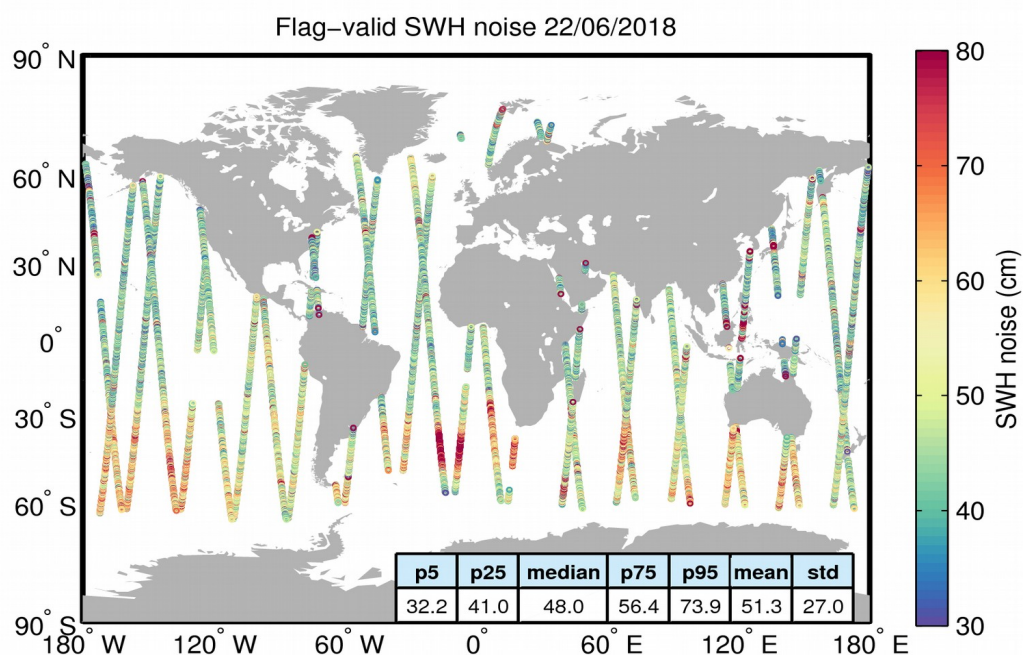 Flag−valid SWH noise 22/06/2018
90° N
60° N
30° N
0°
30° S
60° S
90° S
180° W
120° W
60° W
0°
60° E
120° E
180° E
p5 p25 median p75 p95 mean std
32.2 41.0 48.0 56.4 73.9 51.3 27.0
80
70
60
50
40
30
SWH noise (cm)